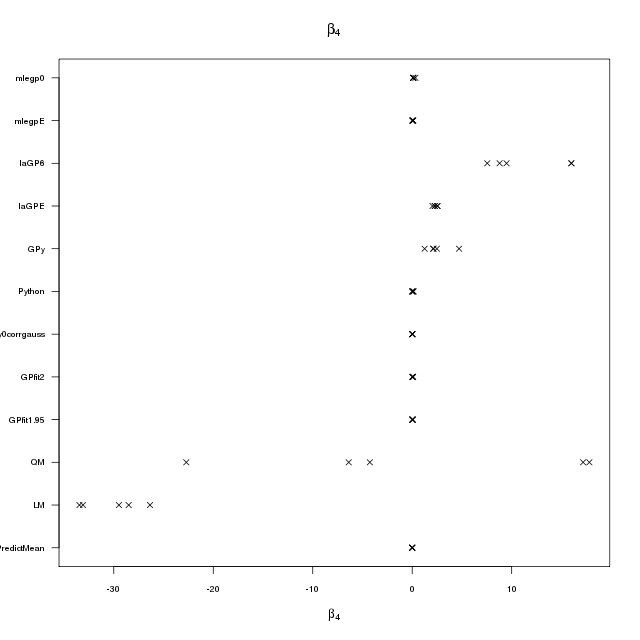 β4
mlegp0
mlegpE
laGP6
laGPE
GPy
Python
y0corrgauss
GPfit2
GPfit1.95
QM
LM
PredictMean
-30 -20 -10 0 10
β4